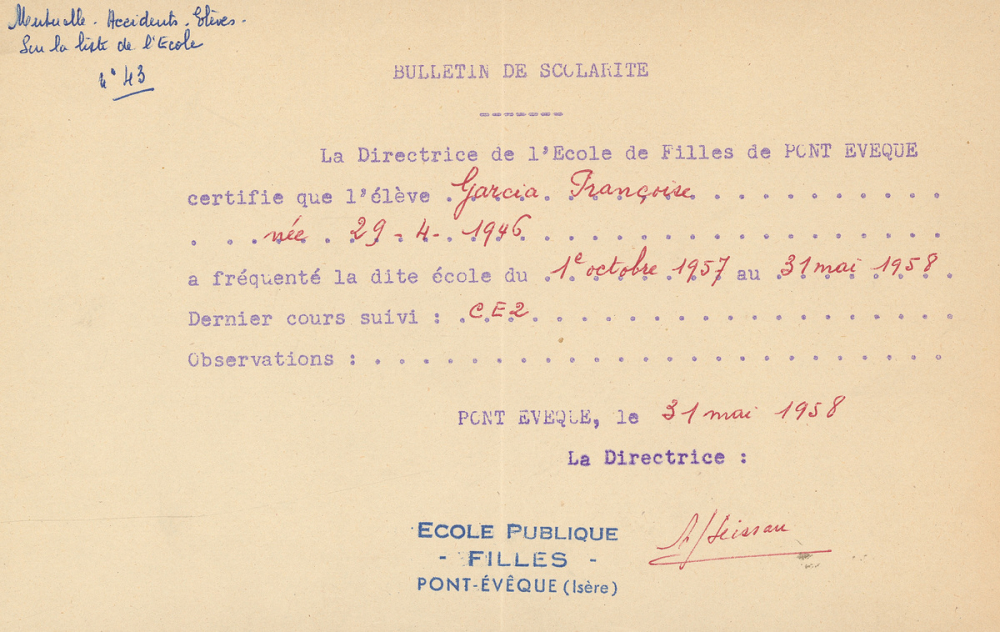 Mutuelle - Accidents - Elèves -
Sur la liste de l'Ecole
n° 43
BULLETIN DE SCOLARITE
-------
La Directrice de l'Ecole de Filles de PONT EVEQUE
certifie que l'élève Garcia Françoise
née 29 - 4 - 1946
a fréquenté la dite école du 1e octobre 1957 au 31 mai 1958
Dernier cours suivi : C.E2
Observations :
PONT EVEQUE, le 31 mai 1958
La Directrice :
ECOLE PUBLIQUE
- FILLES -
PONT-ÉVÊQUE (Isère)